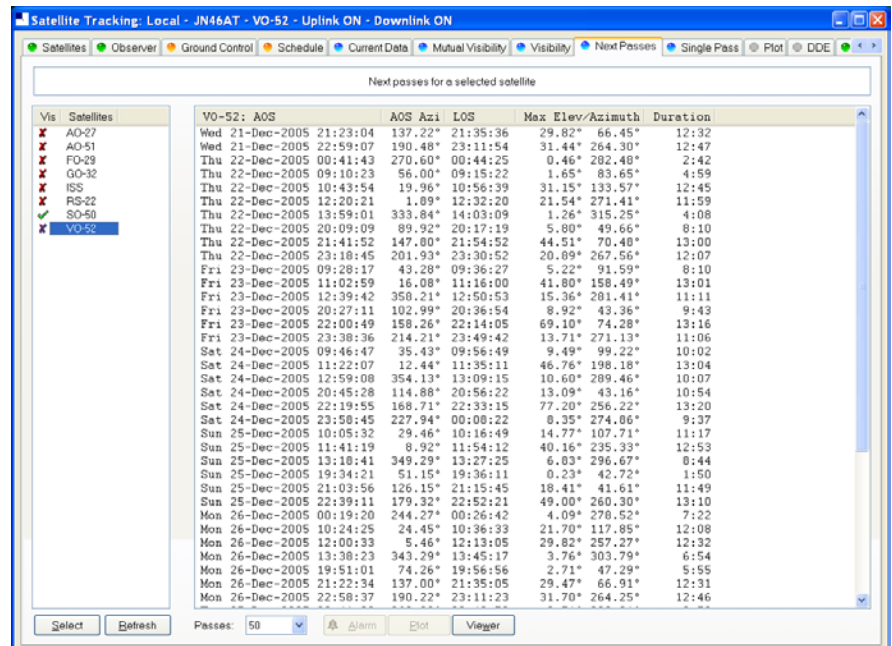 Satellite Tracking: Local - JN46AT - VO-52 - Uplink ON - Downlink ON
Satellites Observer Ground Control Schedule Current Data Mutual Visibility Visibility Next Passes Single Pass Plot DDE
Next passes for a selected satellite
Vis Satellites
AO-27
AO-51
FO-29
GO-32
ISS
RS-22
SO-50
VO-52
VO-52: AOS AOS Azi LOS Max Elev/Azimuth Duration
Wed 21-Dec-2005 21:23:04 137.22° 21:35:36 29.82° 66.45° 12:32
Wed 21-Dec-2005 22:59:07 190.48° 23:11:54 31.44° 264.30° 12:47
Thu 22-Dec-2005 00:41:43 270.60° 00:44:25 0.46° 282.48° 2:42
Thu 22-Dec-2005 09:10:23 56.00° 09:15:22 1.65° 83.65° 4:59
Thu 22-Dec-2005 10:43:54 19.96° 10:56:39 31.15° 133.57° 12:45
Thu 22-Dec-2005 12:20:21 1.89° 12:32:20 21.54° 271.41° 11:59
Thu 22-Dec-2005 13:59:01 333.84° 14:03:09 1.26° 315.25° 4:08
Thu 22-Dec-2005 20:09:09 89.92° 20:17:19 5.80° 49.66° 8:10
Thu 22-Dec-2005 21:41:52 147.80° 21:54:52 44.51° 70.48° 13:00
Thu 22-Dec-2005 23:18:45 201.93° 23:30:52 20.89° 267.56° 12:07
Fri 23-Dec-2005 09:28:17 43.28° 09:36:27 5.22° 91.59° 8:10
Fri 23-Dec-2005 11:02:59 16.08° 11:16:00 41.80° 158.49° 13:01
Fri 23-Dec-2005 12:39:42 358.21° 12:50:53 15.36° 281.41° 11:11
Fri 23-Dec-2005 20:27:11 102.99° 20:36:54 8.92° 43.36° 9:43
Fri 23-Dec-2005 22:00:49 158.26° 22:14:05 69.10° 74.28° 13:16
Fri 23-Dec-2005 23:38:36 214.21° 23:49:42 13.71° 271.13° 11:06
Sat 24-Dec-2005 09:46:47 35.43° 09:56:49 9.49° 99.22° 10:02
Sat 24-Dec-2005 11:22:07 12.44° 11:35:11 46.76° 198.18° 13:04
Sat 24-Dec-2005 12:59:08 354.13° 13:09:15 10.60° 289.46° 10:07
Sat 24-Dec-2005 20:45:28 114.88° 20:56:22 13.09° 43.16° 10:54
Sat 24-Dec-2005 22:19:55 168.71° 22:33:15 77.20° 256.22° 13:20
Sat 24-Dec-2005 23:58:45 227.94° 00:08:22 8.35° 274.86° 9:37
Sun 25-Dec-2005 10:05:32 29.46° 10:16:49 14.77° 107.71° 11:17
Sun 25-Dec-2005 11:41:19 8.92° 11:54:12 40.16° 235.33° 12:53
Sun 25-Dec-2005 13:18:41 349.29° 13:27:25 6.83° 296.67° 8:44
Sun 25-Dec-2005 19:34:21 51.15° 19:36:11 0.23° 42.72° 1:50
Sun 25-Dec-2005 21:03:56 126.15° 21:15:45 18.41° 41.61° 11:49
Sun 25-Dec-2005 22:39:11 179.32° 22:52:21 49.00° 260.30° 13:10
Mon 26-Dec-2005 00:19:20 244.27° 00:26:42 4.09° 278.52° 7:22
Mon 26-Dec-2005 10:24:25 24.45° 10:36:33 21.70° 117.85° 12:08
Mon 26-Dec-2005 12:00:33 5.46° 12:13:05 29.82° 257.27° 12:32
Mon 26-Dec-2005 13:38:23 343.29° 13:45:17 3.76° 303.79° 6:54
Mon 26-Dec-2005 19:51:01 74.26° 19:56:56 2.71° 47.29° 5:55
Mon 26-Dec-2005 21:22:34 137.00° 21:35:05 29.47° 66.91° 12:31
Mon 26-Dec-2005 22:58:37 190.22° 23:11:23 31.70° 264.25° 12:46
Select Refresh Passes: 50 Alarm Plot Viewer